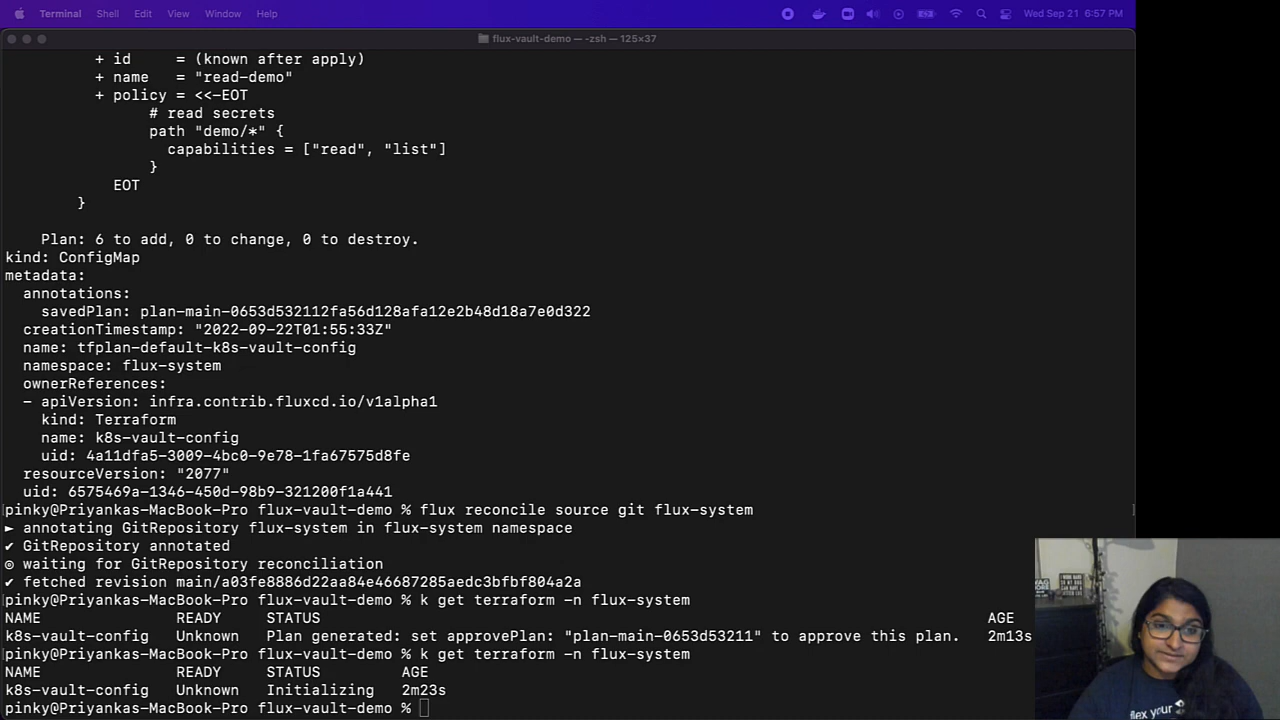 Terminal Shell Edit View Window Help Wed Sep 21 6:57 PM
flux-vault-demo — -zsh — 125×37
+ id     = (known after apply)
+ name   = "read-demo"
+ policy = <<-EOT
# read secrets
path "demo/*" {
capabilities = ["read", "list"]
}
EOT
}
Plan: 6 to add, 0 to change, 0 to destroy.
kind: ConfigMap
metadata:
annotations:
savedPlan: plan-main-0653d532112fa56d128afa12e2b48d18a7e0d322
creationTimestamp: "2022-09-22T01:55:33Z"
name: tfplan-default-k8s-vault-config
namespace: flux-system
ownerReferences:
- apiVersion: infra.contrib.fluxcd.io/v1alpha1
kind: Terraform
name: k8s-vault-config
uid: 4a11dfa5-3009-4bc0-9e78-1fa67575d8fe
resourceVersion: "2077"
uid: 6575469a-1346-450d-98b9-321200f1a441
pinky@Priyankas-MacBook-Pro flux-vault-demo % flux reconcile source git flux-system
► annotating GitRepository flux-system in flux-system namespace
✔ GitRepository annotated
◎ waiting for GitRepository reconciliation
✔ fetched revision main/a03fe8886d22aa84e46687285aedc3bfbf804a2a
pinky@Priyankas-MacBook-Pro flux-vault-demo % k get terraform -n flux-system
NAME READY STATUS AGE
k8s-vault-config Unknown Plan generated: set approvePlan: "plan-main-0653d53211" to approve this plan. 2m13s
pinky@Priyankas-MacBook-Pro flux-vault-demo % k get terraform -n flux-system
NAME READY STATUS AGE
k8s-vault-config Unknown Initializing 2m23s
pinky@Priyankas-MacBook-Pro flux-vault-demo %
flex your